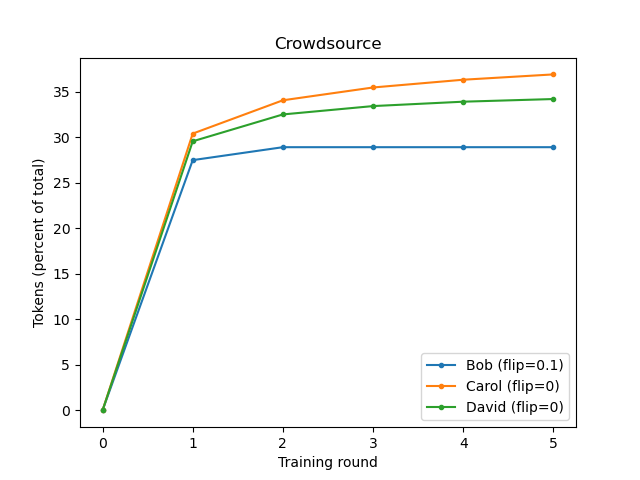 Crowdsource
Tokens (percent of total)
35
30
25
20
15
10
5
0
0 1 2 3 4 5
Training round
Bob (flip=0.1)
Carol (flip=0)
David (flip=0)